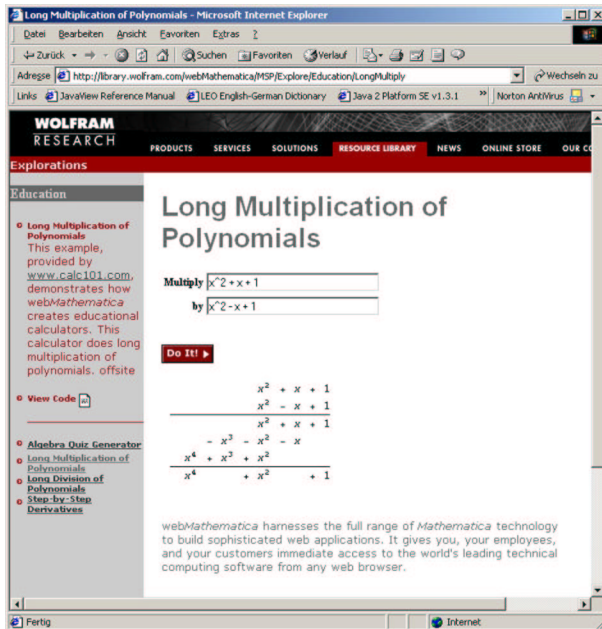 Long Multiplication of Polynomials - Microsoft Internet Explorer
Datei Bearbeiten Ansicht Favoriten Extras ?
Zurück Suchen Favoriten Verlauf
Adresse http://library.wolfram.com/webMathematica/MSP/Explore/Education/LongMultiply Wechseln zu
Links JavaView Reference Manual LEO English-German Dictionary Java 2 Platform SE v1.3.1 » Norton AntiVirus
WOLFRAM
RESEARCH
PRODUCTS SERVICES SOLUTIONS RESOURCE LIBRARY NEWS ONLINE STORE OUR CO
Explorations
Education
Long Multiplication of
Polynomials
This example,
provided by
www.calc101.com,
demonstrates how
webMathematica
creates educational
calculators. This
calculator does long
multiplication of
polynomials. offsite
View Code
Algebra Quiz Generator
Long Multiplication of
Polynomials
Long Division of
Polynomials
Step-by-Step
Derivatives
Long Multiplication of
Polynomials
Multiply x^2+x+1
by x^2-x+1
Do It!
x² + x + 1
x² - x + 1
x² + x + 1
- x³ - x² - x
x⁴ + x³ + x²
x⁴ + x² + 1
webMathematica harnesses the full range of Mathematica technology
to build sophisticated web applications. It gives you, your employees,
and your customers immediate access to the world's leading technical
computing software from any web browser.
Fertig Internet